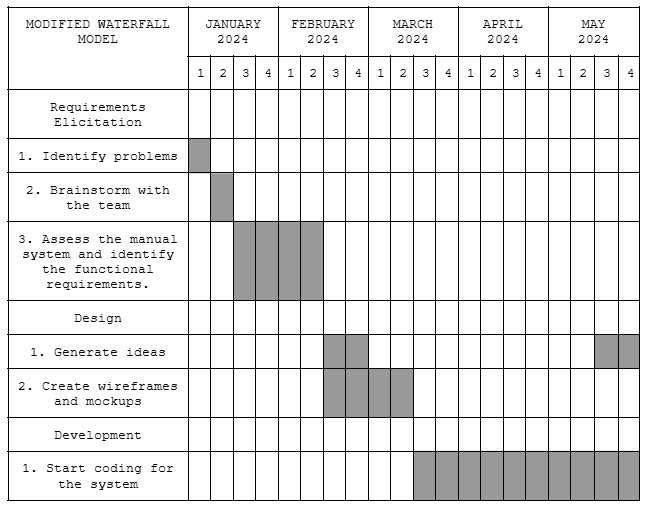 MODIFIED WATERFALL
MODEL
JANUARY
2024
FEBRUARY
2024
MARCH
2024
APRIL
2024
MAY
2024
1 2 3 4 1 2 3 4 1 2 3 4 1 2 3 4 1 2 3 4
Requirements
Elicitation
1. Identify problems
2. Brainstorm with
the team
3. Assess the manual
system and identify
the functional
requirements.
Design
1. Generate ideas
2. Create wireframes
and mockups
Development
1. Start coding for
the system